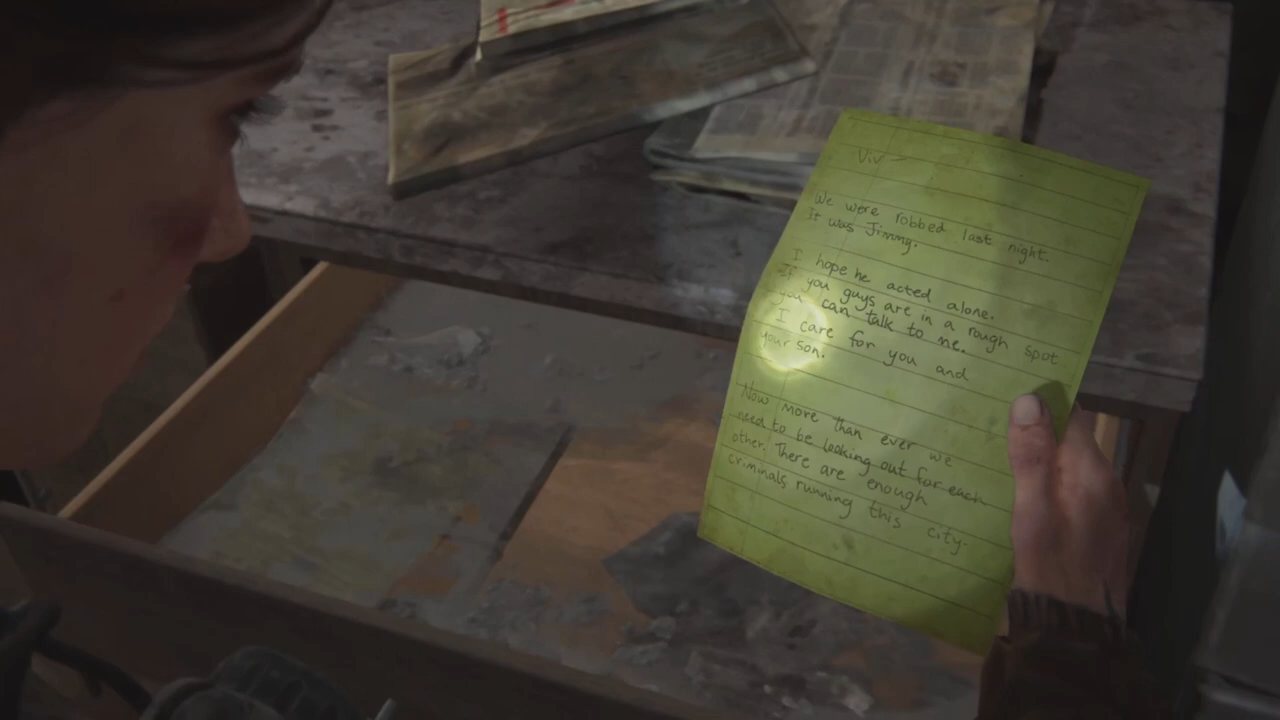 Viv —
We were robbed last night.
It was Jimmy.
I hope he acted alone.
If you guys are in a rough spot
you can talk to me.
I care for you and
your son.
Now more than ever we
need to be looking out for each
other. There are enough
criminals running this city.